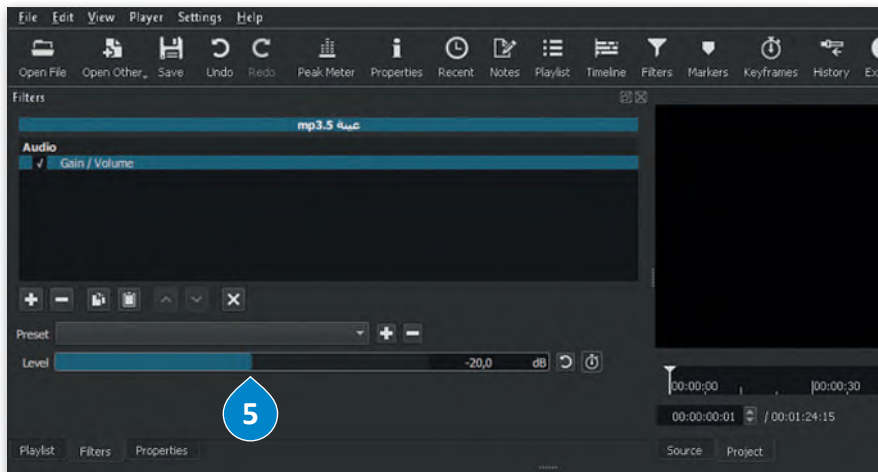 File Edit View Player Settings Help
Open File Open Other Save Undo Redo Peak Meter Properties Recent Notes Playlist Timeline Filters Markers Keyframes History
Filters
عينة 5.mp3
Audio
√ Gain / Volume
Preset
Level -20,0 dB
5
00:00:00 00:00:30
00:00:00:01 / 00:01:24:15
Playlist Filters Properties
Source Project